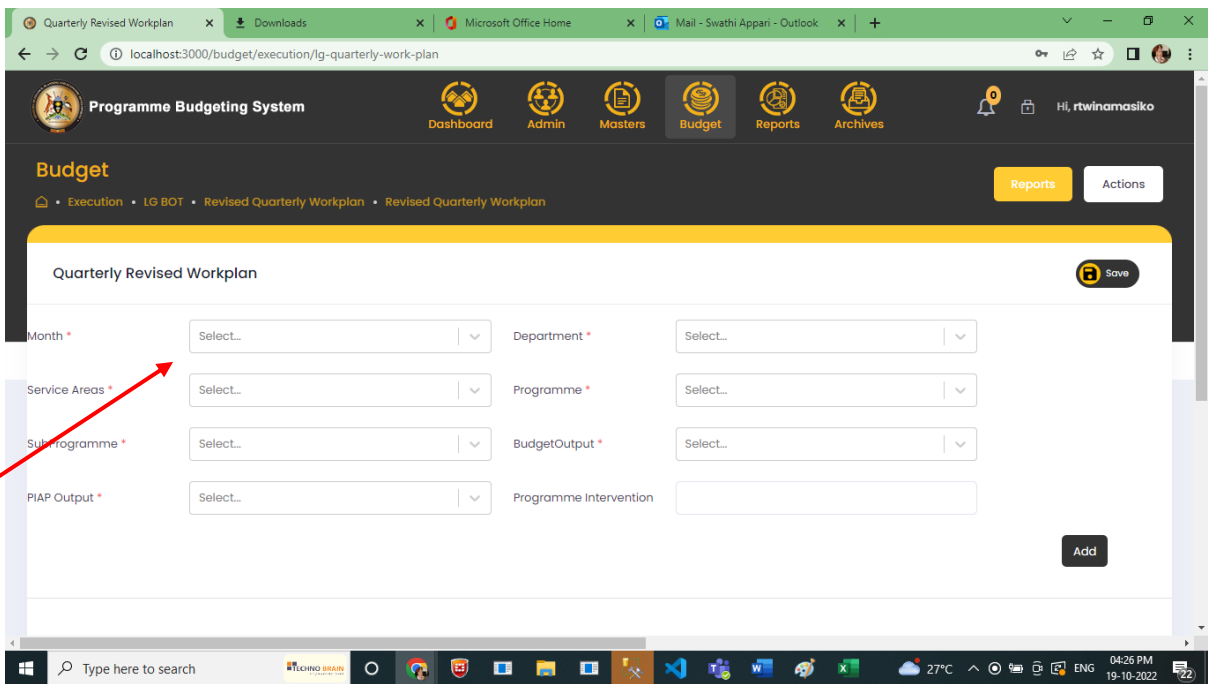 Quarterly Revised Workplan
Downloads
Microsoft Office Home
Mail - Swathi Appari - Outlook
localhost:3000/budget/execution/lg-quarterly-work-plan
Programme Budgeting System
Dashboard
Admin
Masters
Budget
Reports
Archives
0
Hi, rtwinamasiko
Budget
Reports
Actions
Execution • LG BOT • Revised Quarterly Workplan • Revised Quarterly Workplan
Quarterly Revised Workplan
Save
Month * Select... Department * Select...
Service Areas * Select... Programme * Select...
SubProgramme * Select... BudgetOutput * Select...
PIAP Output * Select... Programme Intervention
Add
Type here to search
TECHNO BRAIN
27°C
ENG
04:26 PM
19-10-2022
22